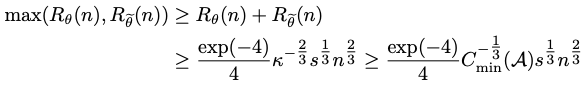 max(R_θ(n), R_θ̃(n)) ≥ R_θ(n) + R_θ̃(n)
≥ exp(−4)/4 κ^{−2/3} s^{1/3} n^{2/3} ≥ exp(−4)/4 C_min^{−1/3}(𝒜) s^{1/3} n^{2/3}